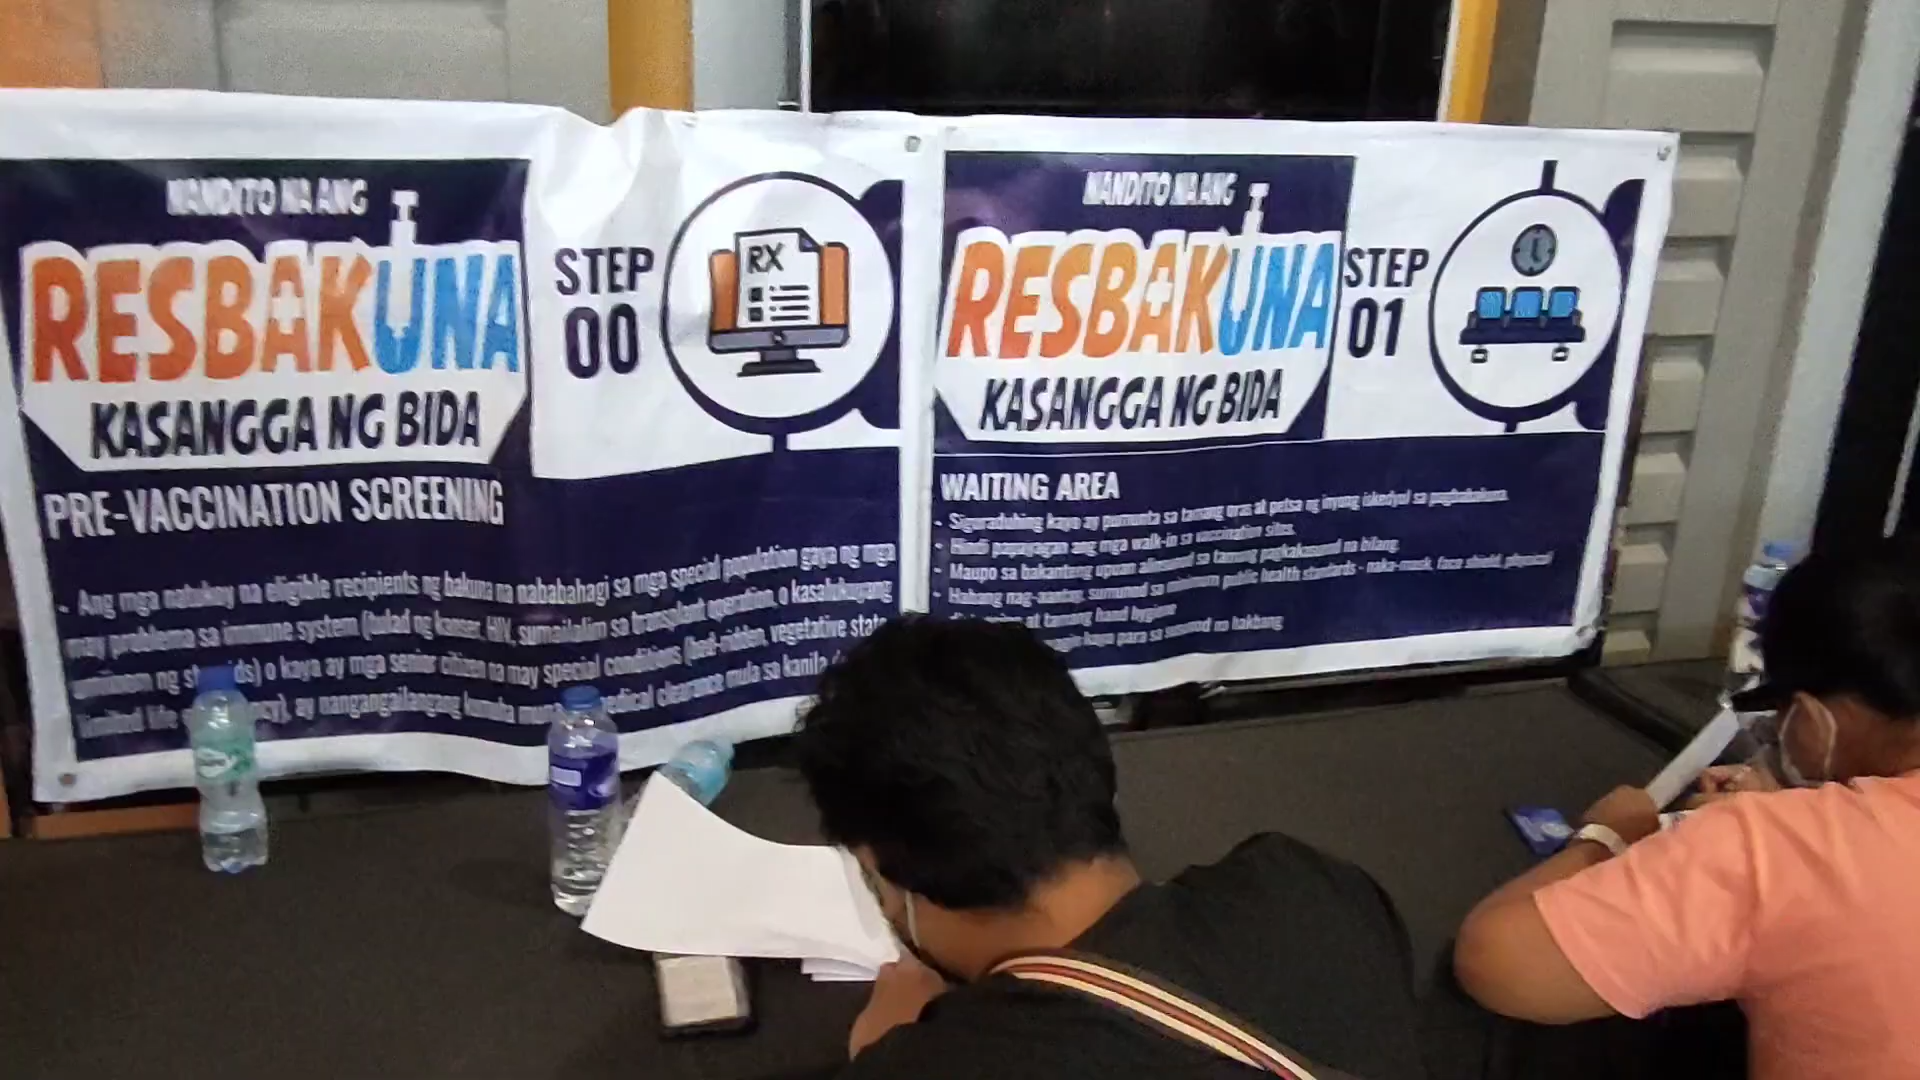 NANDITO NA ANG
RESBAKUNA
KASANGGA NG BIDA
STEP
00
RX
PRE-VACCINATION SCREENING
- Ang mga natukoy na eligible recipients ng bakuna na nababahagi sa mga special population gaya ng mga
may problema sa immune system (tulad ng kanser, HIV, sumailalim sa transplant operation, o kasalukuyang
umiinom ng st ds) o kaya ay mga senior citizen na may special conditions (bed-ridden, vegetative state,
limited life cy), ay nangangailangang kumuha ng medical clearance mula sa kanila
NANDITO NA ANG
RESBAKUNA
KASANGGA NG BIDA
STEP
01
WAITING AREA
- Siguraduhing kayo ay pumunta sa tamang oras at petsa ng inyong iskedyul sa pagbabakuna.
- Hindi papayagan ang mga walk-in sa vaccination sites.
- Maupo sa bakanteng upuan alinsunod sa tamang pagkakasunod na bilang.
- Habang nag-aantay, sumunod sa minimum public health standards - naka-mask, face shield, physical
at tamang hand hygiene
kayo para sa susunod na hakbang